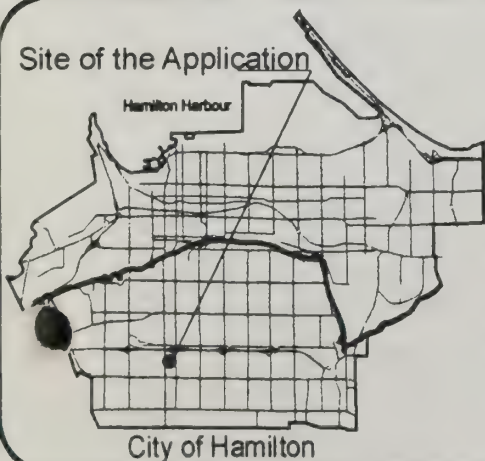 Site of the Application
Hamilton Harbour
City of Hamilton